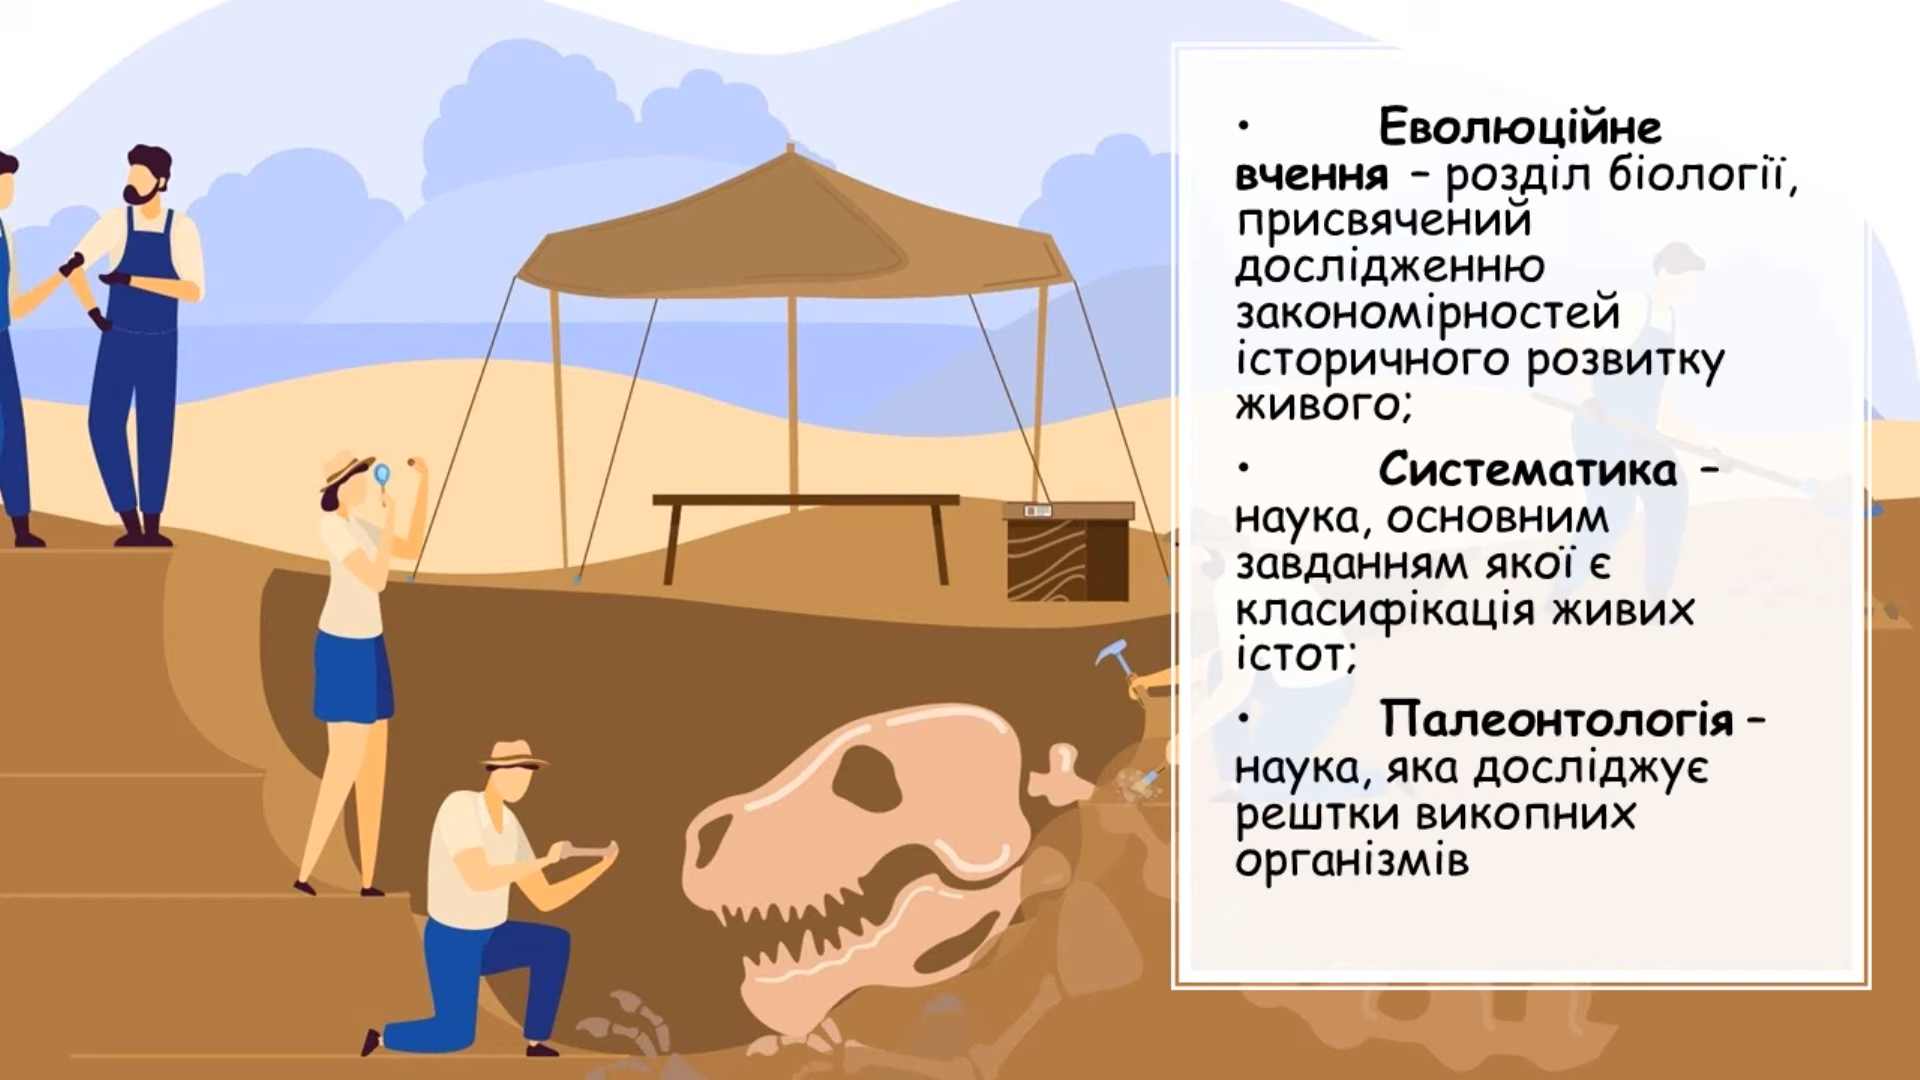 • Еволюційне
вчення – розділ біології,
присвячений
дослідженню
закономірностей
історичного розвитку
живого;
• Систематика –
наука, основним
завданням якої є
класифікація живих
істот;
• Палеонтологія –
наука, яка досліджує
рештки викопних
організмів